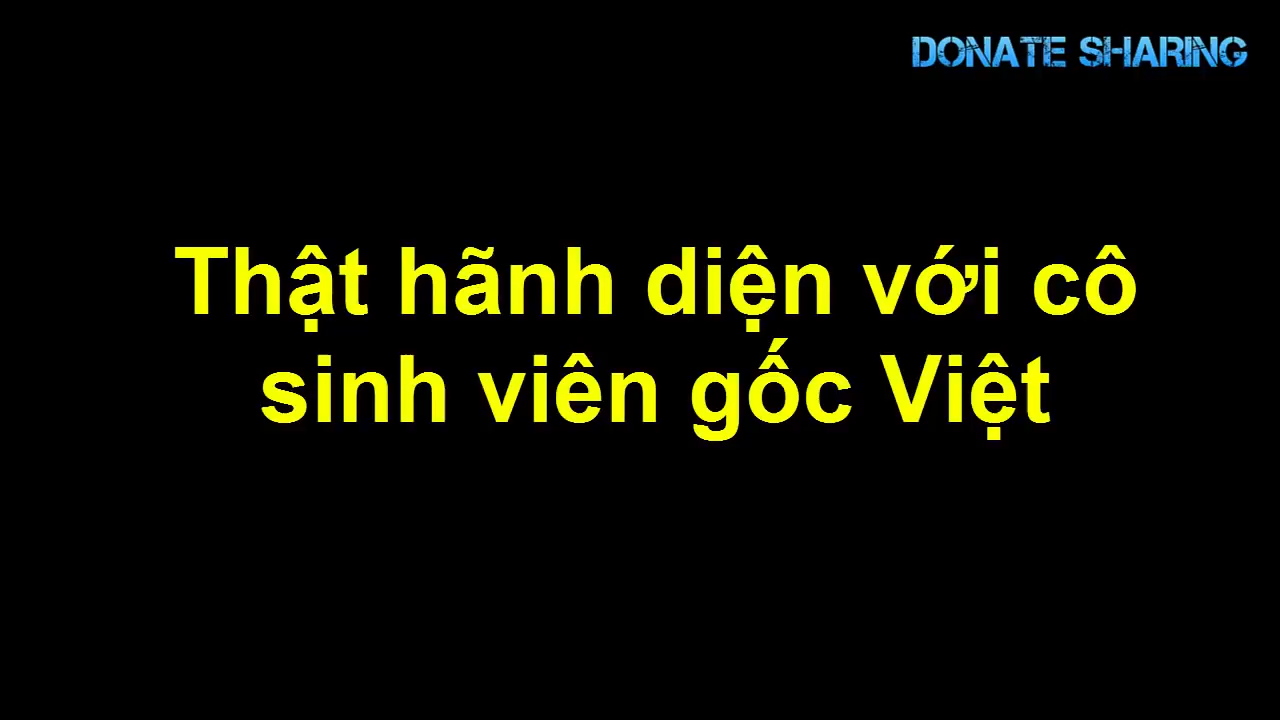 DONATE SHARING
Thật hãnh diện với cô
sinh viên gốc Việt